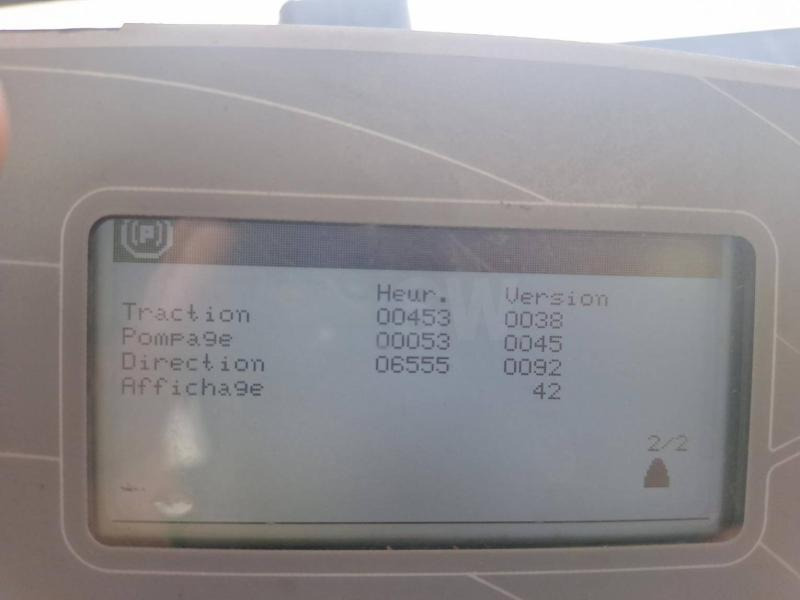 (P)
Heur. Version
Traction 00453 0038
Pompage 00053 0045
Direction 06555 0092
Affichage 42
2/2